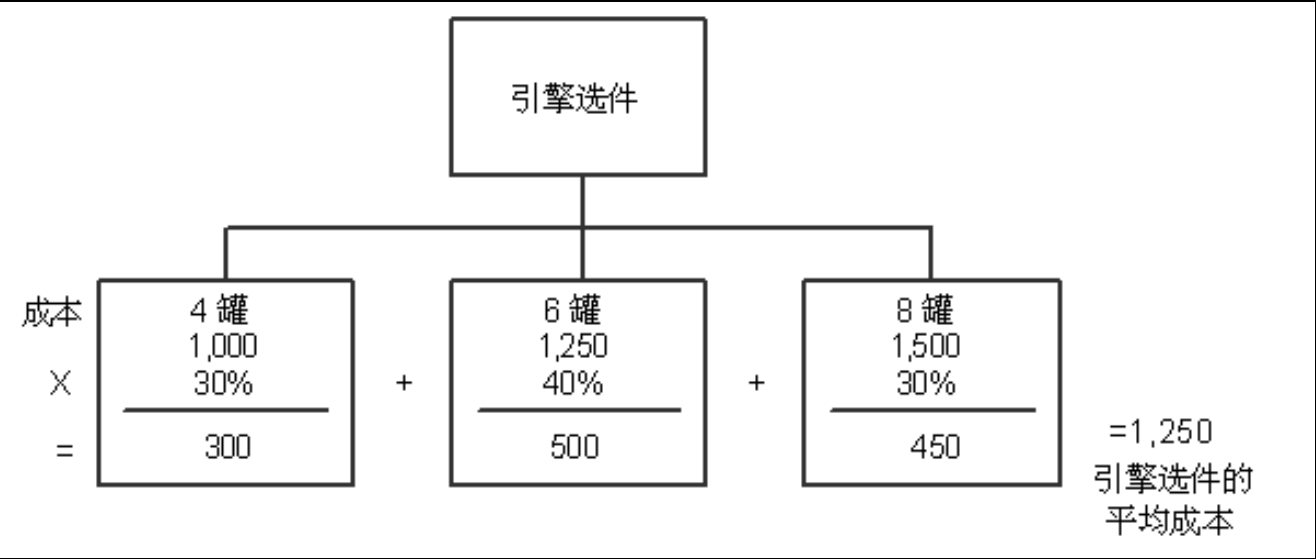 引擎选件
成本 4 罐 6 罐 8 罐
1,000 1,250 1,500
X 30% + 40% + 30%
= 300 500 450
=1,250
引擎选件的
平均成本